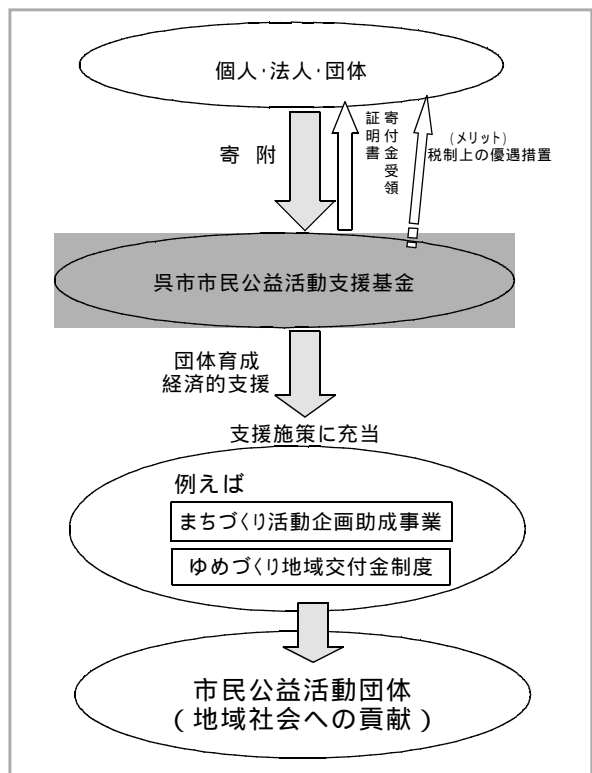 個人・法人・団体
寄 附
寄付金受領
証明書
(メリット)
税制上の優遇措置
呉市市民公益活動支援基金
団体育成
経済的支援
支援施策に充当
例えば
まちづくり活動企画助成事業
ゆめづくり地域交付金制度
市民公益活動団体
(地域社会への貢献)